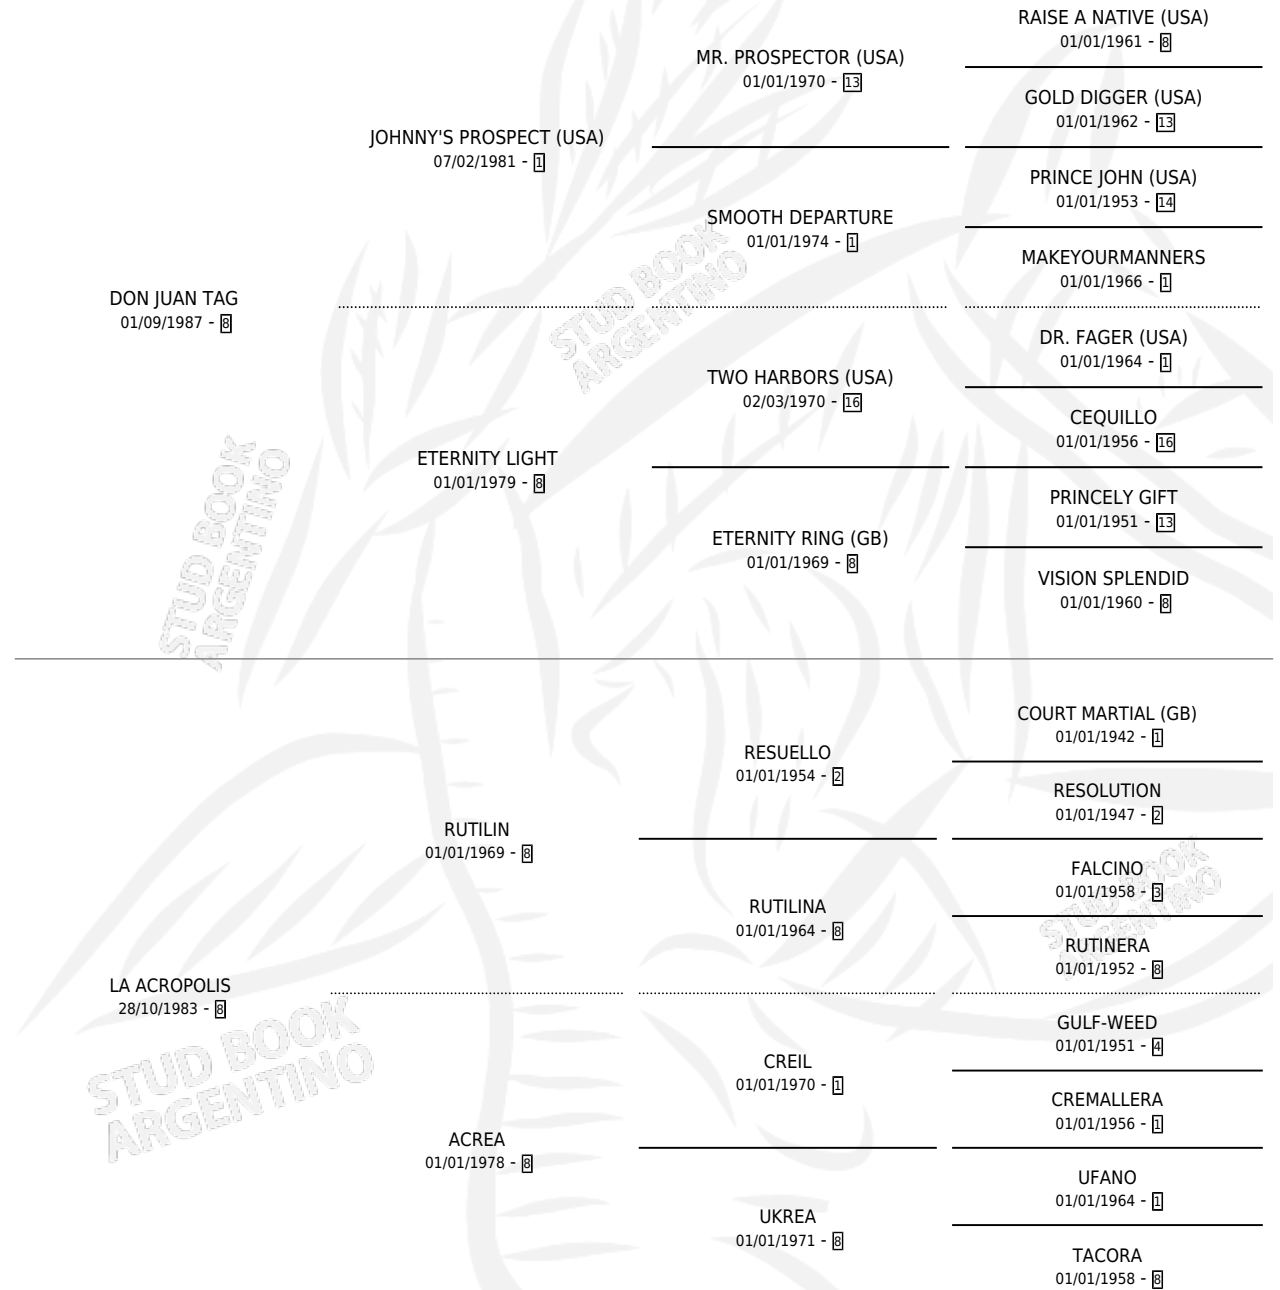 RAISE A NATIVE (USA)
01/01/1961 - 8
MR. PROSPECTOR (USA)
01/01/1970 - 13
GOLD DIGGER (USA)
01/01/1962 - 13
JOHNNY'S PROSPECT (USA)
07/02/1981 - 1
PRINCE JOHN (USA)
01/01/1953 - 14
SMOOTH DEPARTURE
01/01/1974 - 1
MAKEYOURMANNERS
01/01/1966 - 1
DON JUAN TAG
01/09/1987 - 8
DR. FAGER (USA)
01/01/1964 - 1
TWO HARBORS (USA)
02/03/1970 - 16
CEQUILLO
01/01/1956 - 16
ETERNITY LIGHT
01/01/1979 - 8
PRINCELY GIFT
01/01/1951 - 13
ETERNITY RING (GB)
01/01/1969 - 8
VISION SPLENDID
01/01/1960 - 8
STUD BOOK
ARGENTINO
STUD BOOK
ARGENTINO
COURT MARTIAL (GB)
01/01/1942 - 1
RESUELLO
01/01/1954 - 2
RESOLUTION
01/01/1947 - 2
RUTILIN
01/01/1969 - 8
FALCINO
01/01/1958 - 3
RUTILINA
01/01/1964 - 8
RUTINERA
01/01/1952 - 8
LA ACROPOLIS
28/10/1983 - 8
GULF-WEED
01/01/1951 - 4
CREIL
01/01/1970 - 1
CREMALLERA
01/01/1956 - 1
ACREA
01/01/1978 - 8
UFANO
01/01/1964 - 1
UKREA
01/01/1971 - 8
TACORA
01/01/1958 - 8
STUD BOOK
ARGENTINO
STUD BOOK
ARGENTINO